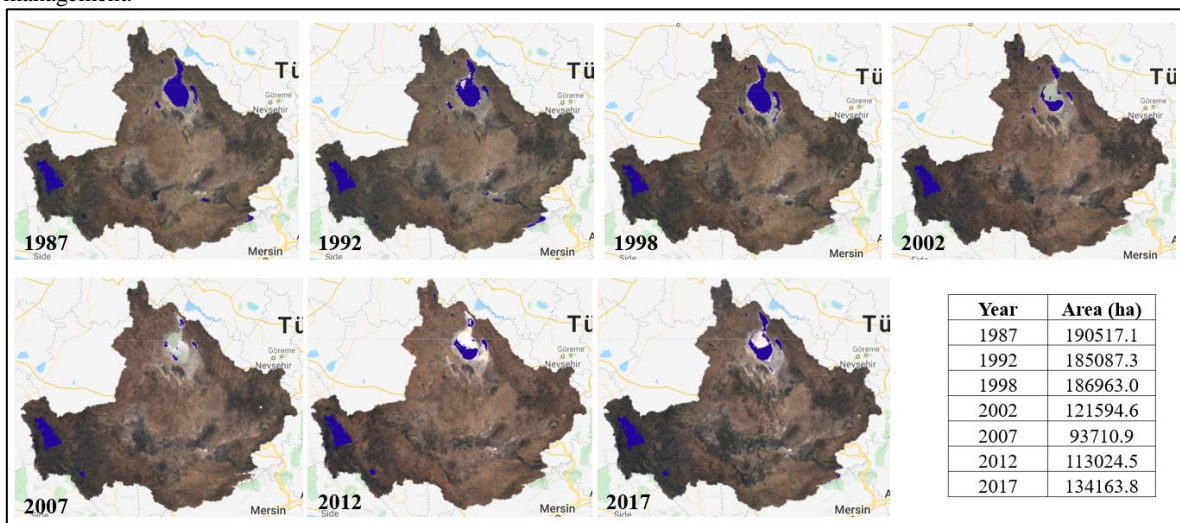 management.
Tü
Göreme
Nevşehir
1987
Side
Mersin
Tü
Göreme
Nevşehir
1992
Mersin
Tü
Göreme
Nevşehir
1998
Side
Mersin
Tü
Göreme
Nevşehir
2002
Side
Mersin
Tü
Göreme
Nevşehir
2007
Mersin
Tü
Göreme
Nevşehir
2012
Mersin
Tü
Göreme
Nevşehir
2017
Mersin
Year Area (ha)
1987 190517.1
1992 185087.3
1998 186963.0
2002 121594.6
2007 93710.9
2012 113024.5
2017 134163.8